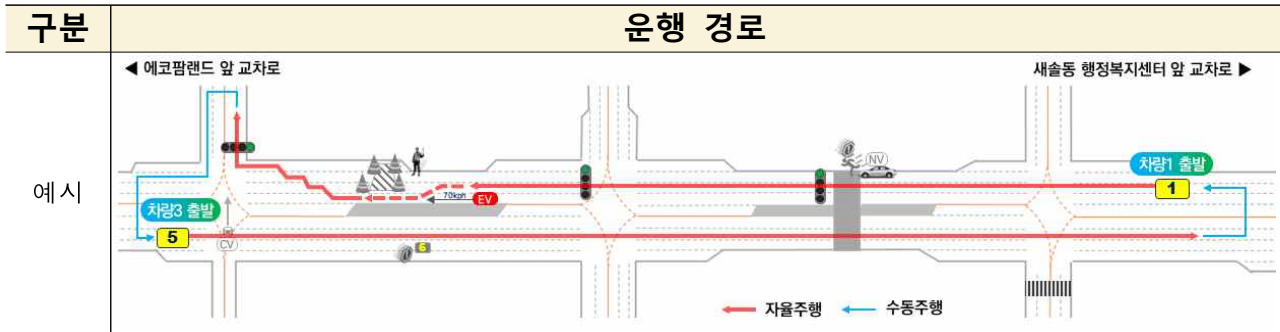 구분 운행 경로
◀ 에코팜랜드 앞 교차로 새솔동 행정복지센터 앞 교차로 ▶
예시
NV
차량1 출발
1
70kph EV
차량3 출발
5
CV
6
자율주행 수동주행